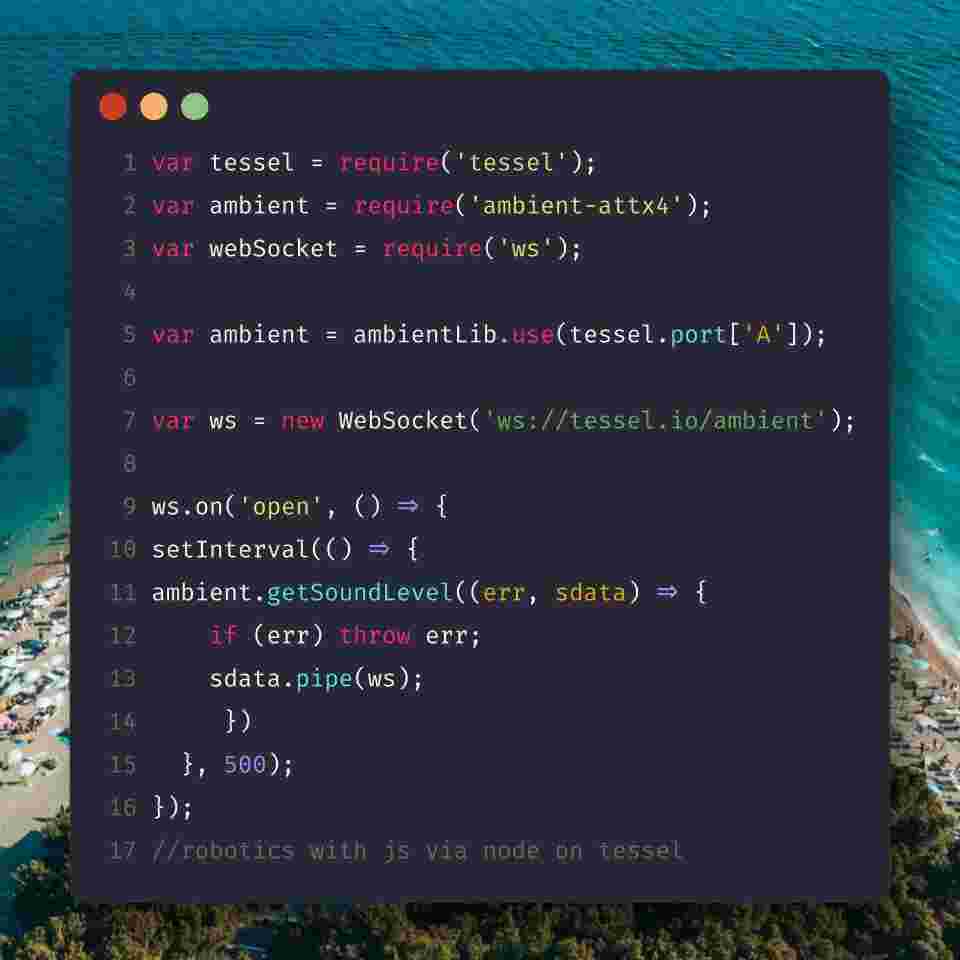 1 var tessel = require('tessel');
2 var ambient = require('ambient-attx4');
3 var webSocket = require('ws');
4
5 var ambient = ambientLib.use(tessel.port['A']);
6
7 var ws = new WebSocket('ws://tessel.io/ambient');
8
9 ws.on('open', () => {
10 setInterval(() => {
11 ambient.getSoundLevel((err, sdata) => {
12     if (err) throw err;
13     sdata.pipe(ws);
14      })
15   }, 500);
16 });
17 //robotics with js via node on tessel